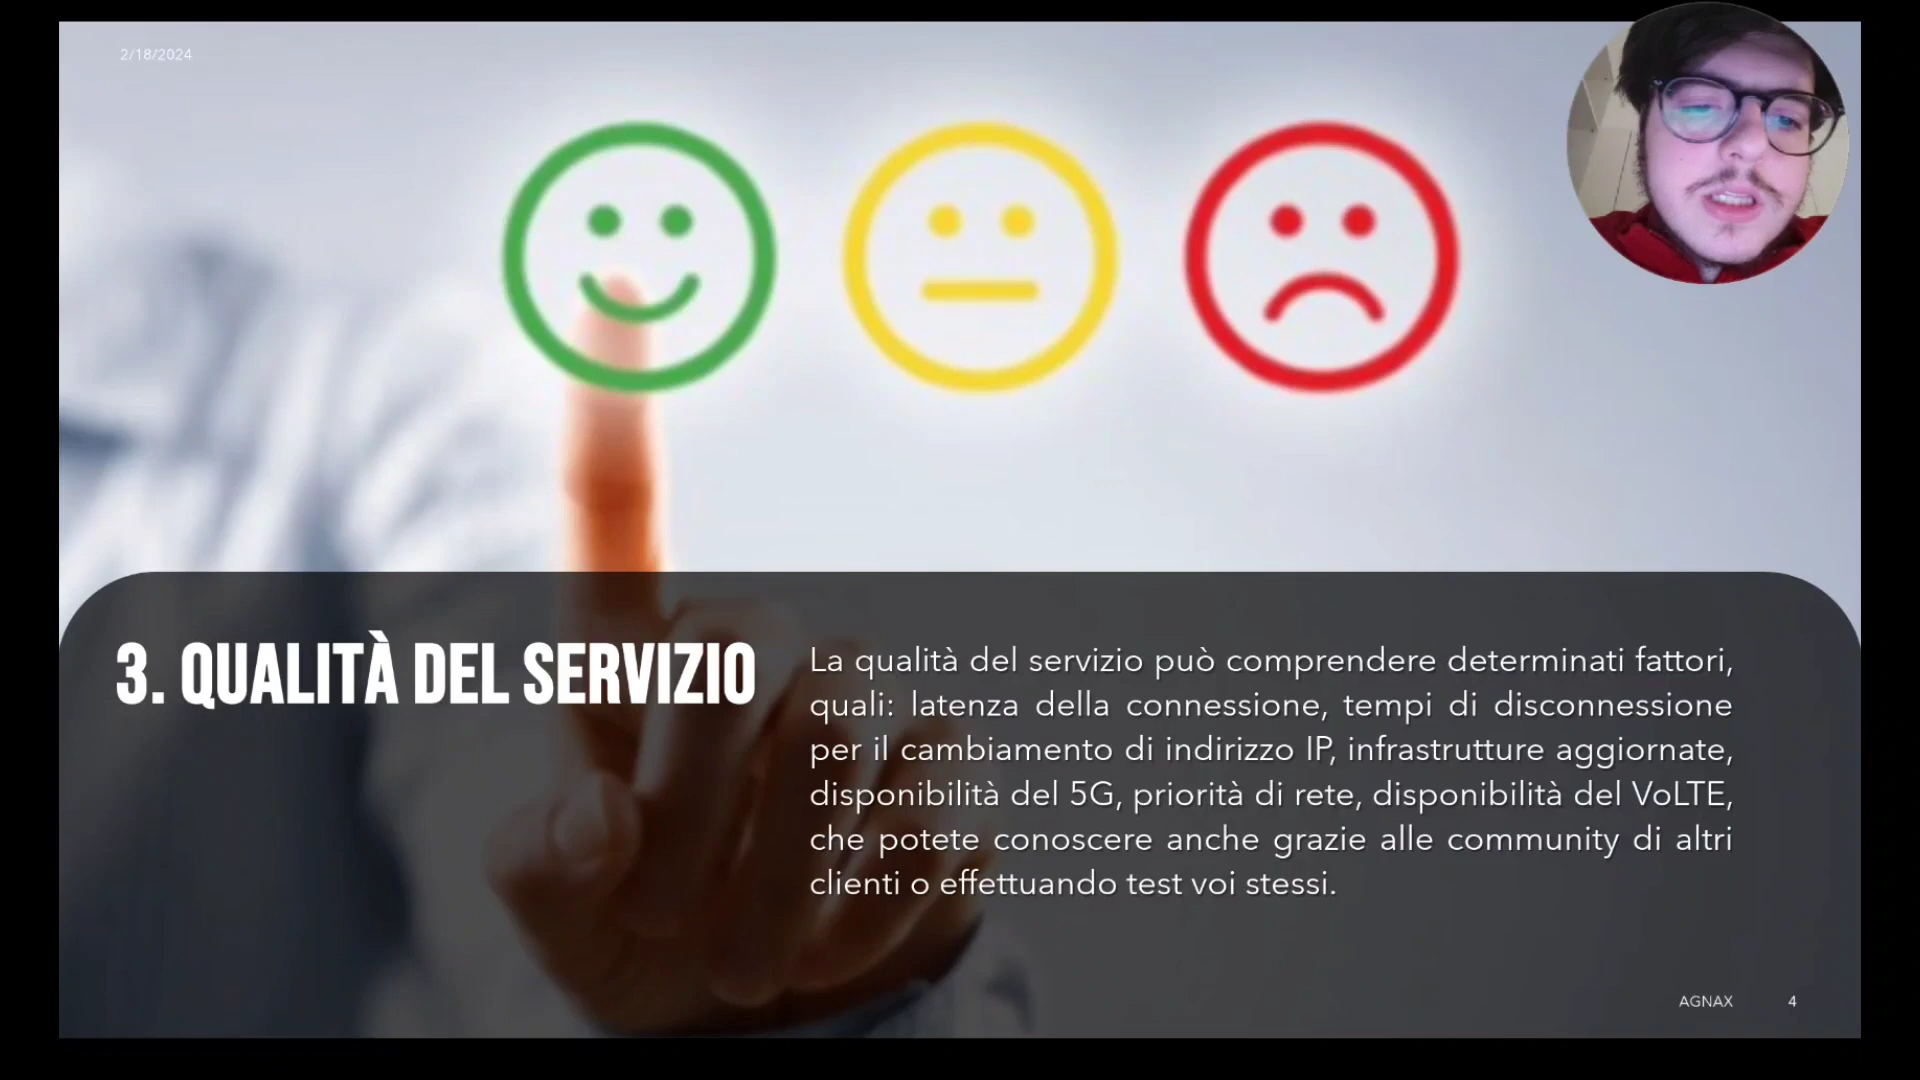 2/18/2024
3. QUALITÀ DEL SERVIZIO
La qualità del servizio può comprendere determinati fattori,
quali: latenza della connessione, tempi di disconnessione
per il cambiamento di indirizzo IP, infrastrutture aggiornate,
disponibilità del 5G, priorità di rete, disponibilità del VoLTE,
che potete conoscere anche grazie alle community di altri
clienti o effettuando test voi stessi.
AGNAX 4